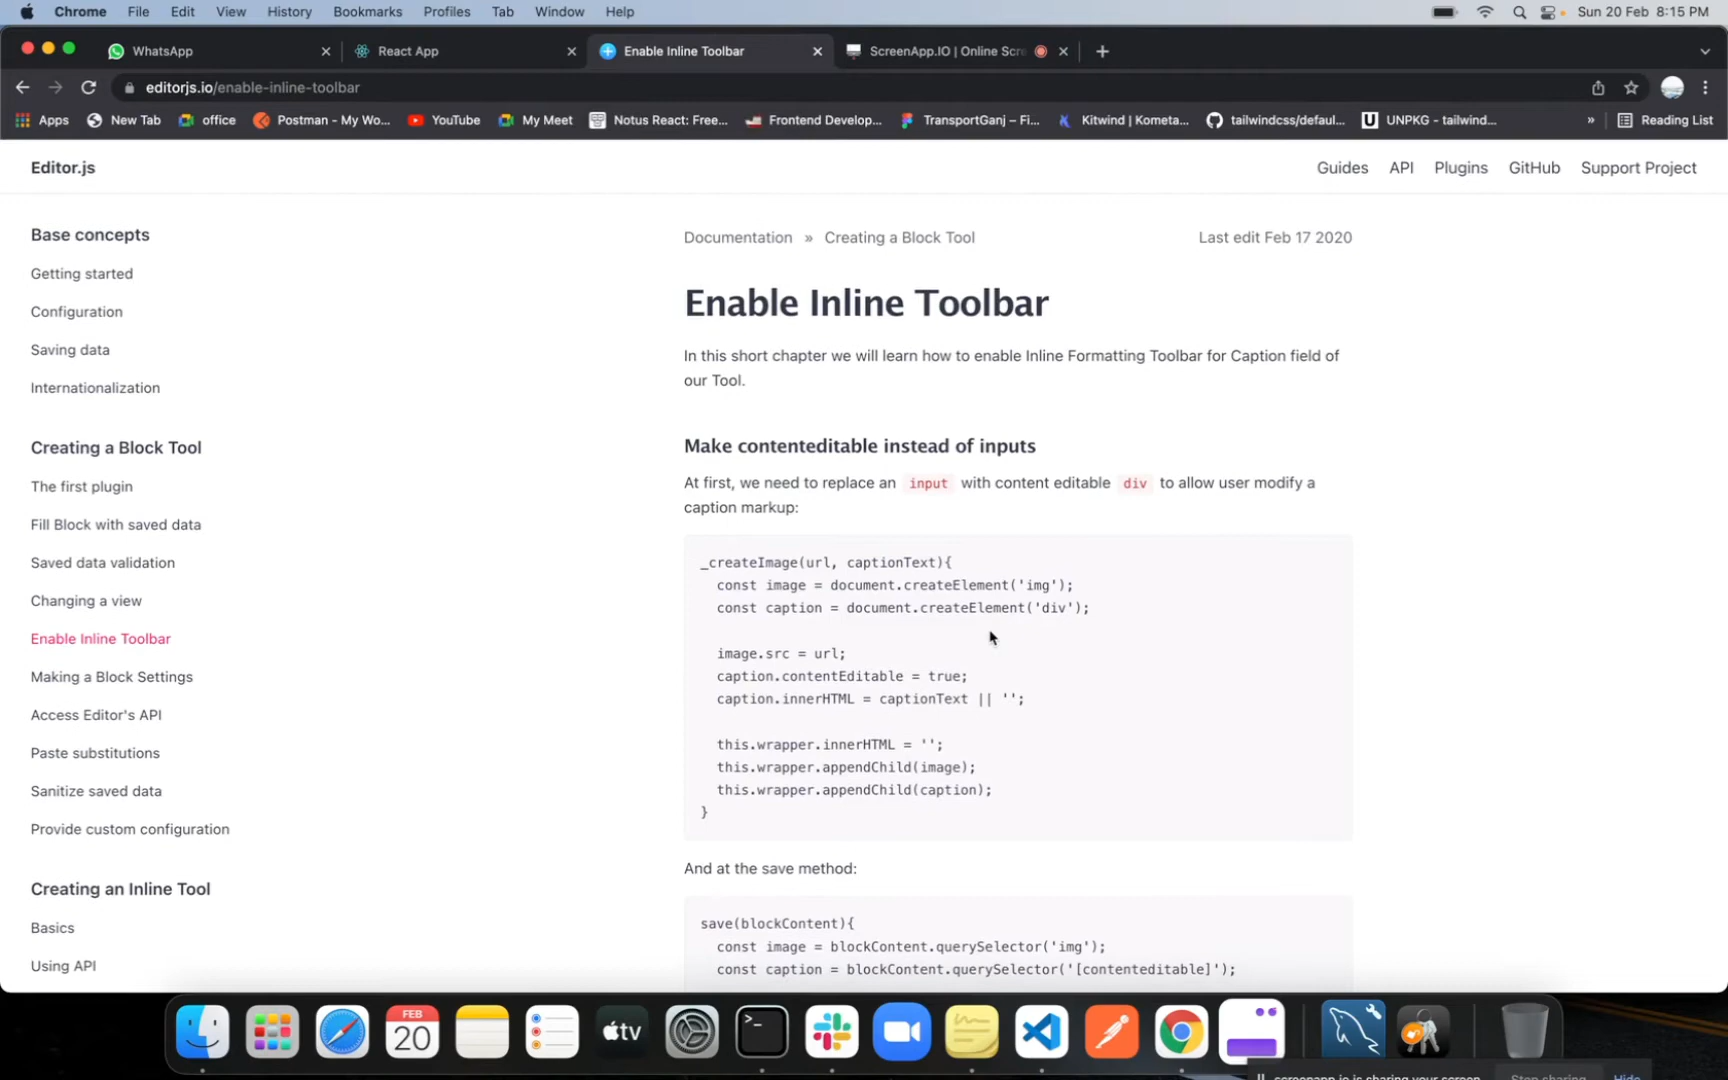 Chrome File Edit View History Bookmarks Profiles Tab Window Help Sun 20 Feb 8:15 PM
WhatsApp React App Enable Inline Toolbar ScreenApp.IO | Online Scr
editorjs.io/enable-inline-toolbar
Apps New Tab office Postman - My Wo... YouTube My Meet Notus React: Free... Frontend Develop... TransportGanj – Fi... Kitwind | Kometa... tailwindcss/defaul... UNPKG - tailwind... » Reading List
Editor.js Guides API Plugins GitHub Support Project
Base concepts
Getting started
Configuration
Saving data
Internationalization
Creating a Block Tool
The first plugin
Fill Block with saved data
Saved data validation
Changing a view
Enable Inline Toolbar
Making a Block Settings
Access Editor's API
Paste substitutions
Sanitize saved data
Provide custom configuration
Creating an Inline Tool
Basics
Using API
Documentation » Creating a Block Tool Last edit Feb 17 2020
Enable Inline Toolbar
In this short chapter we will learn how to enable Inline Formatting Toolbar for Caption field of
our Tool.
Make contenteditable instead of inputs
At first, we need to replace an input with content editable div to allow user modify a
caption markup:
_createImage(url, captionText){
const image = document.createElement('img');
const caption = document.createElement('div');
image.src = url;
caption.contentEditable = true;
caption.innerHTML = captionText || '';
this.wrapper.innerHTML = '';
this.wrapper.appendChild(image);
this.wrapper.appendChild(caption);
}
And at the save method:
save(blockContent){
const image = blockContent.querySelector('img');
const caption = blockContent.querySelector('[contenteditable]');
FEB
20
tv
>_
screenapp.io is sharing your screen. Stop sharing Hide